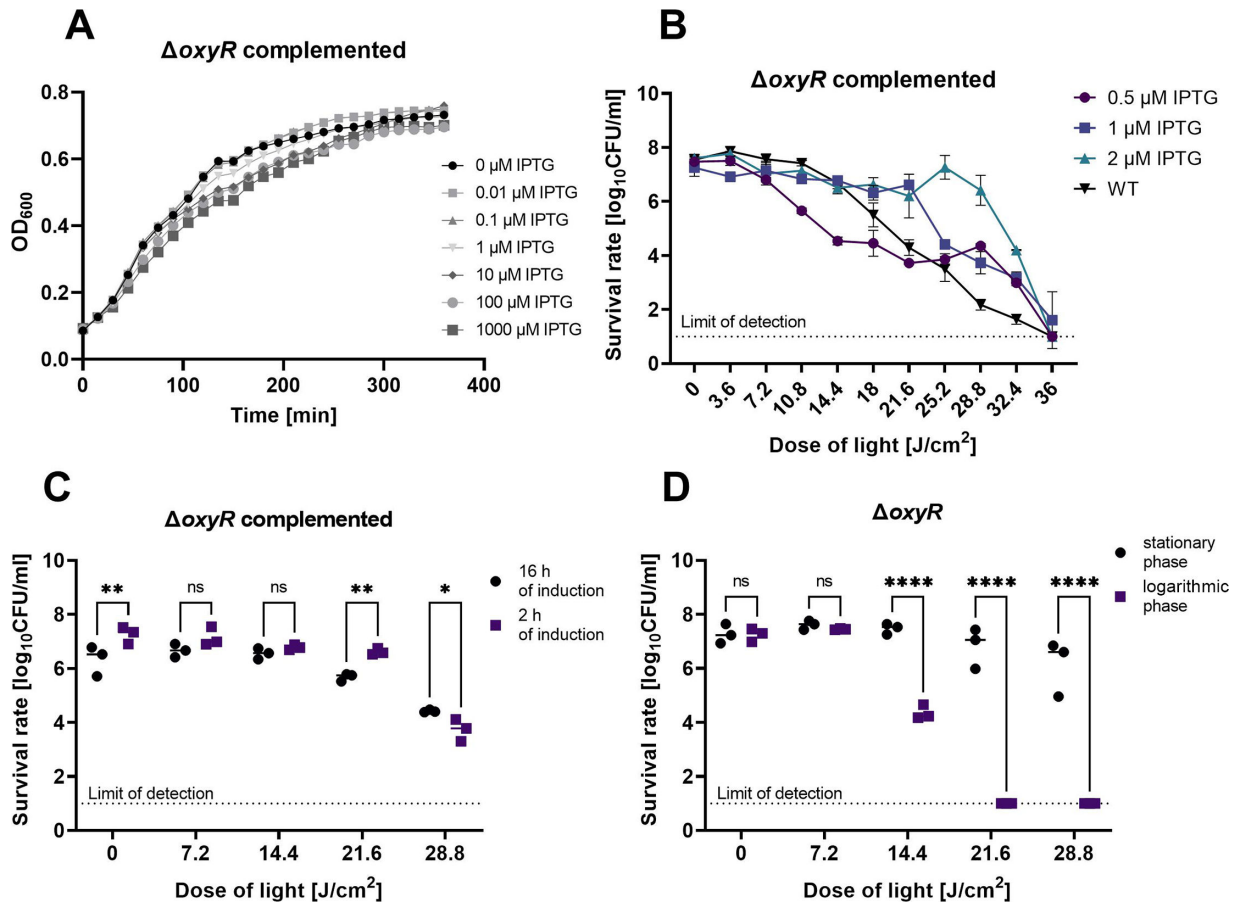 A
ΔoxyR complemented
OD600
0.8
0.6
0.4
0.2
0.0
0
100
200
300
400
Time [min]
0 µM IPTG
0.01 µM IPTG
0.1 µM IPTG
1 µM IPTG
10 µM IPTG
100 µM IPTG
1000 µM IPTG
B
ΔoxyR complemented
Survival rate [log10CFU/ml]
10
8
6
4
2
0
Limit of detection
0
3.6
7.2
10.8
14.4
18
21.6
25.2
28.8
32.4
36
Dose of light [J/cm2]
0.5 µM IPTG
1 µM IPTG
2 µM IPTG
WT
C
ΔoxyR complemented
Survival rate [log10CFU/ml]
10
8
6
4
2
0
**
ns
ns
**
*
Limit of detection
0
7.2
14.4
21.6
28.8
Dose of light [J/cm2]
16 h
of induction
2 h
of induction
D
ΔoxyR
Survival rate [log10CFU/ml]
10
8
6
4
2
0
ns
ns
****
****
****
Limit of detection
0
7.2
14.4
21.6
28.8
Dose of light [J/cm2]
stationary
phase
logarithmic
phase